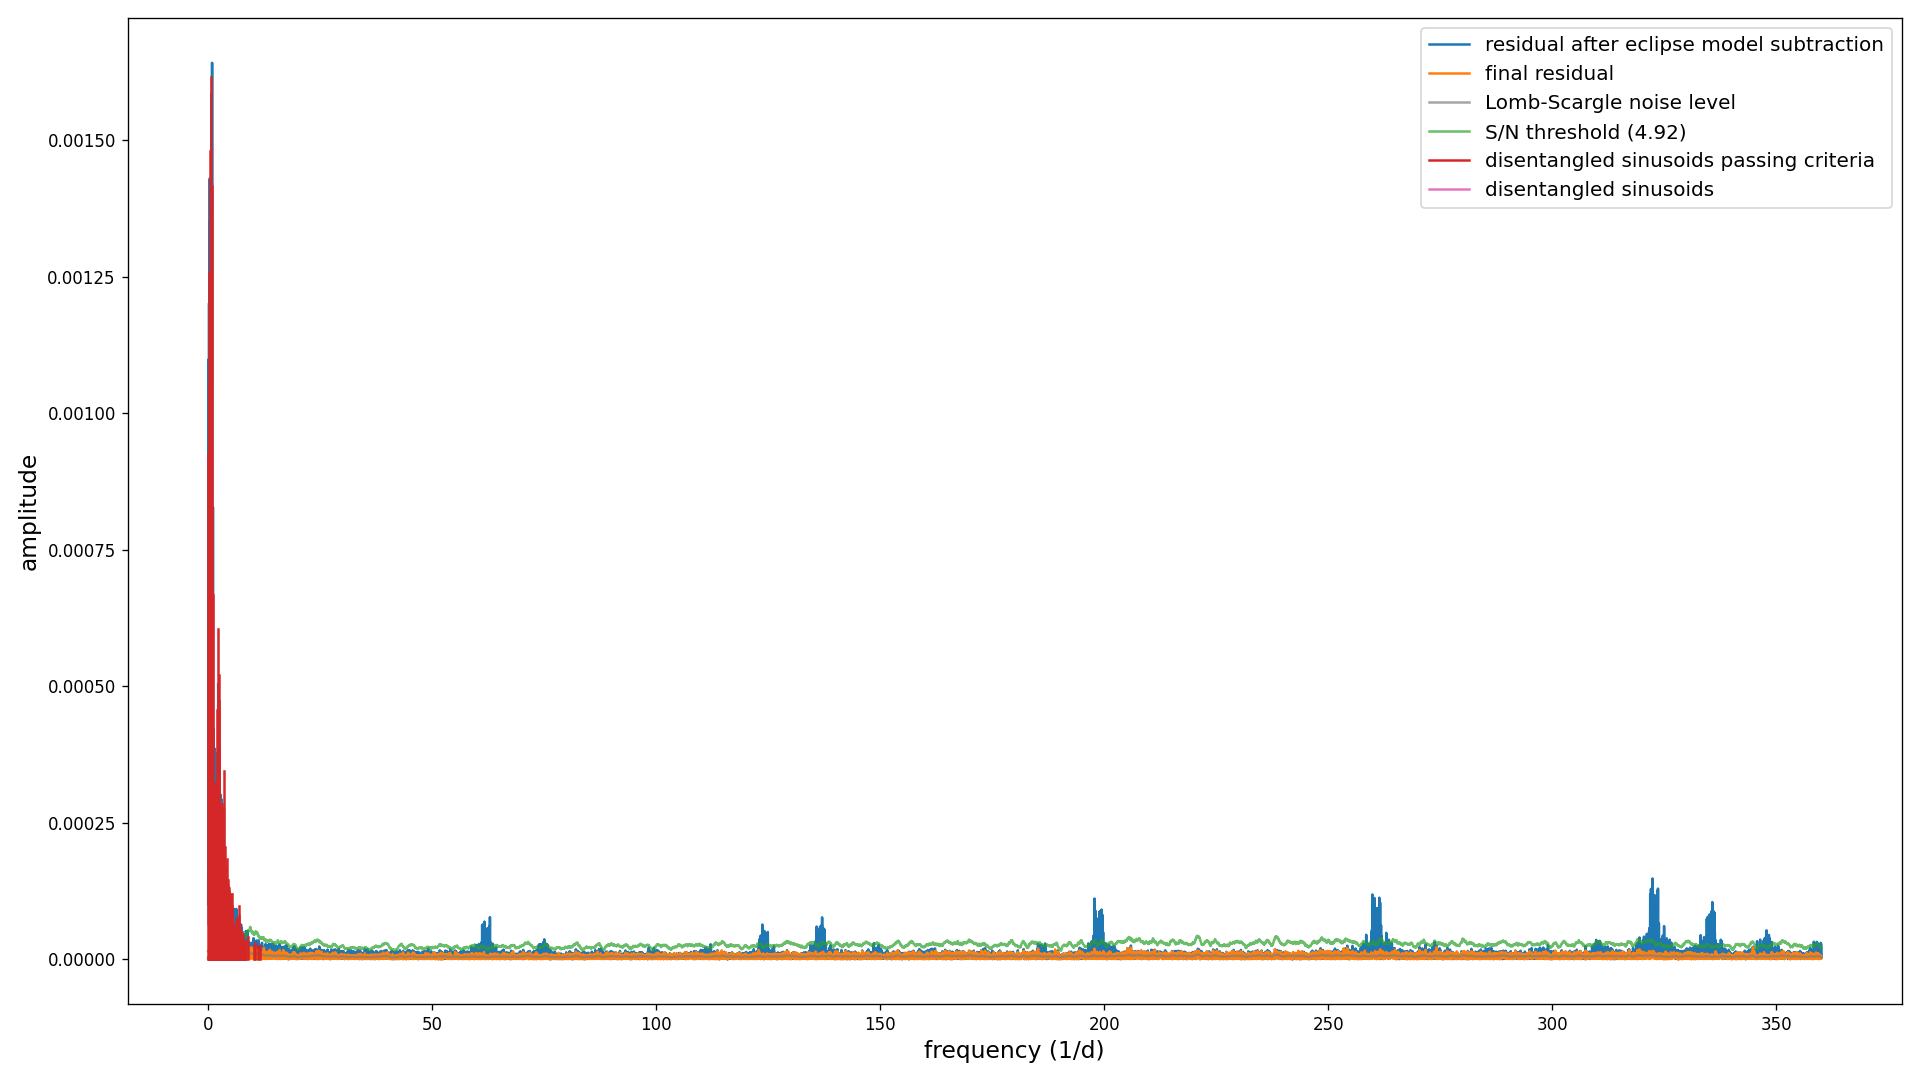 residual after eclipse model subtraction
final residual
Lomb-Scargle noise level
S/N threshold (4.92)
disentangled sinusoids passing criteria
disentangled sinusoids
0.00150
0.00125
0.00100
0.00075
0.00050
0.00025
0.00000
amplitude
0 50 100 150 200 250 300 350
frequency (1/d)